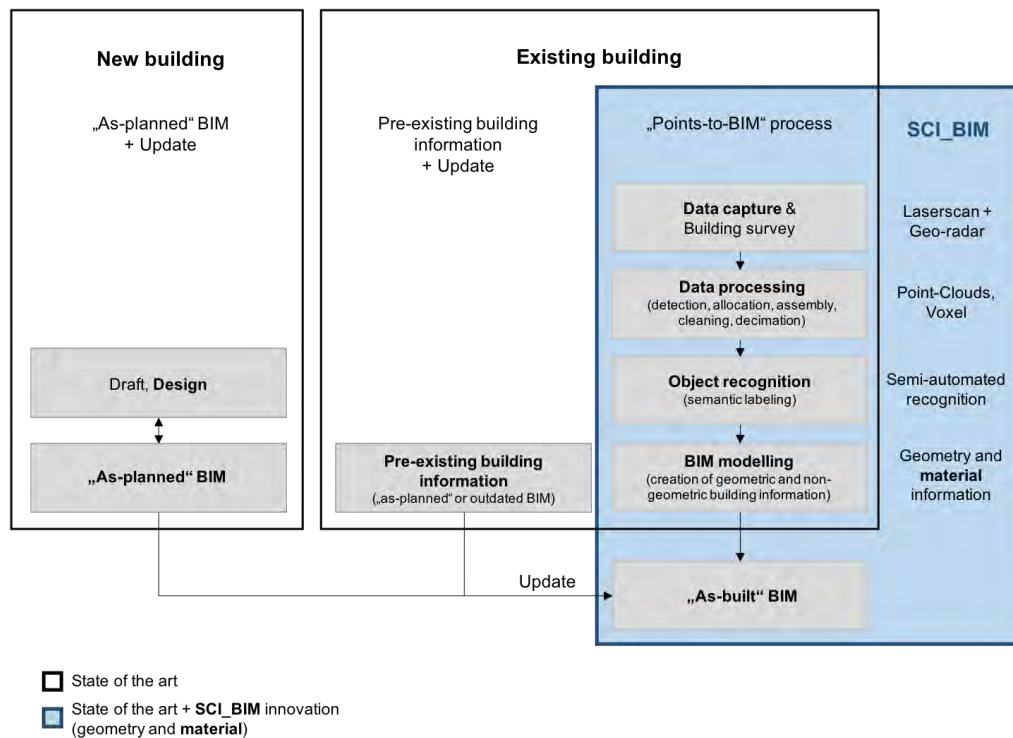 New building
„As-planned“ BIM
+ Update
Draft, Design
„As-planned“ BIM
Existing building
Pre-existing building
information
+ Update
Pre-existing building
information
(„as-planned“ or outdated BIM)
„Points-to-BIM“ process
SCI_BIM
Data capture &
Building survey
Laserscan +
Geo-radar
Data processing
(detection, allocation, assembly,
cleaning, decimation)
Point-Clouds,
Voxel
Object recognition
(semantic labeling)
Semi-automated
recognition
BIM modelling
(creation of geometric and non-
geometric building information)
Geometry and
material
information
Update
„As-built“ BIM
State of the art
State of the art + SCI_BIM innovation
(geometry and material)